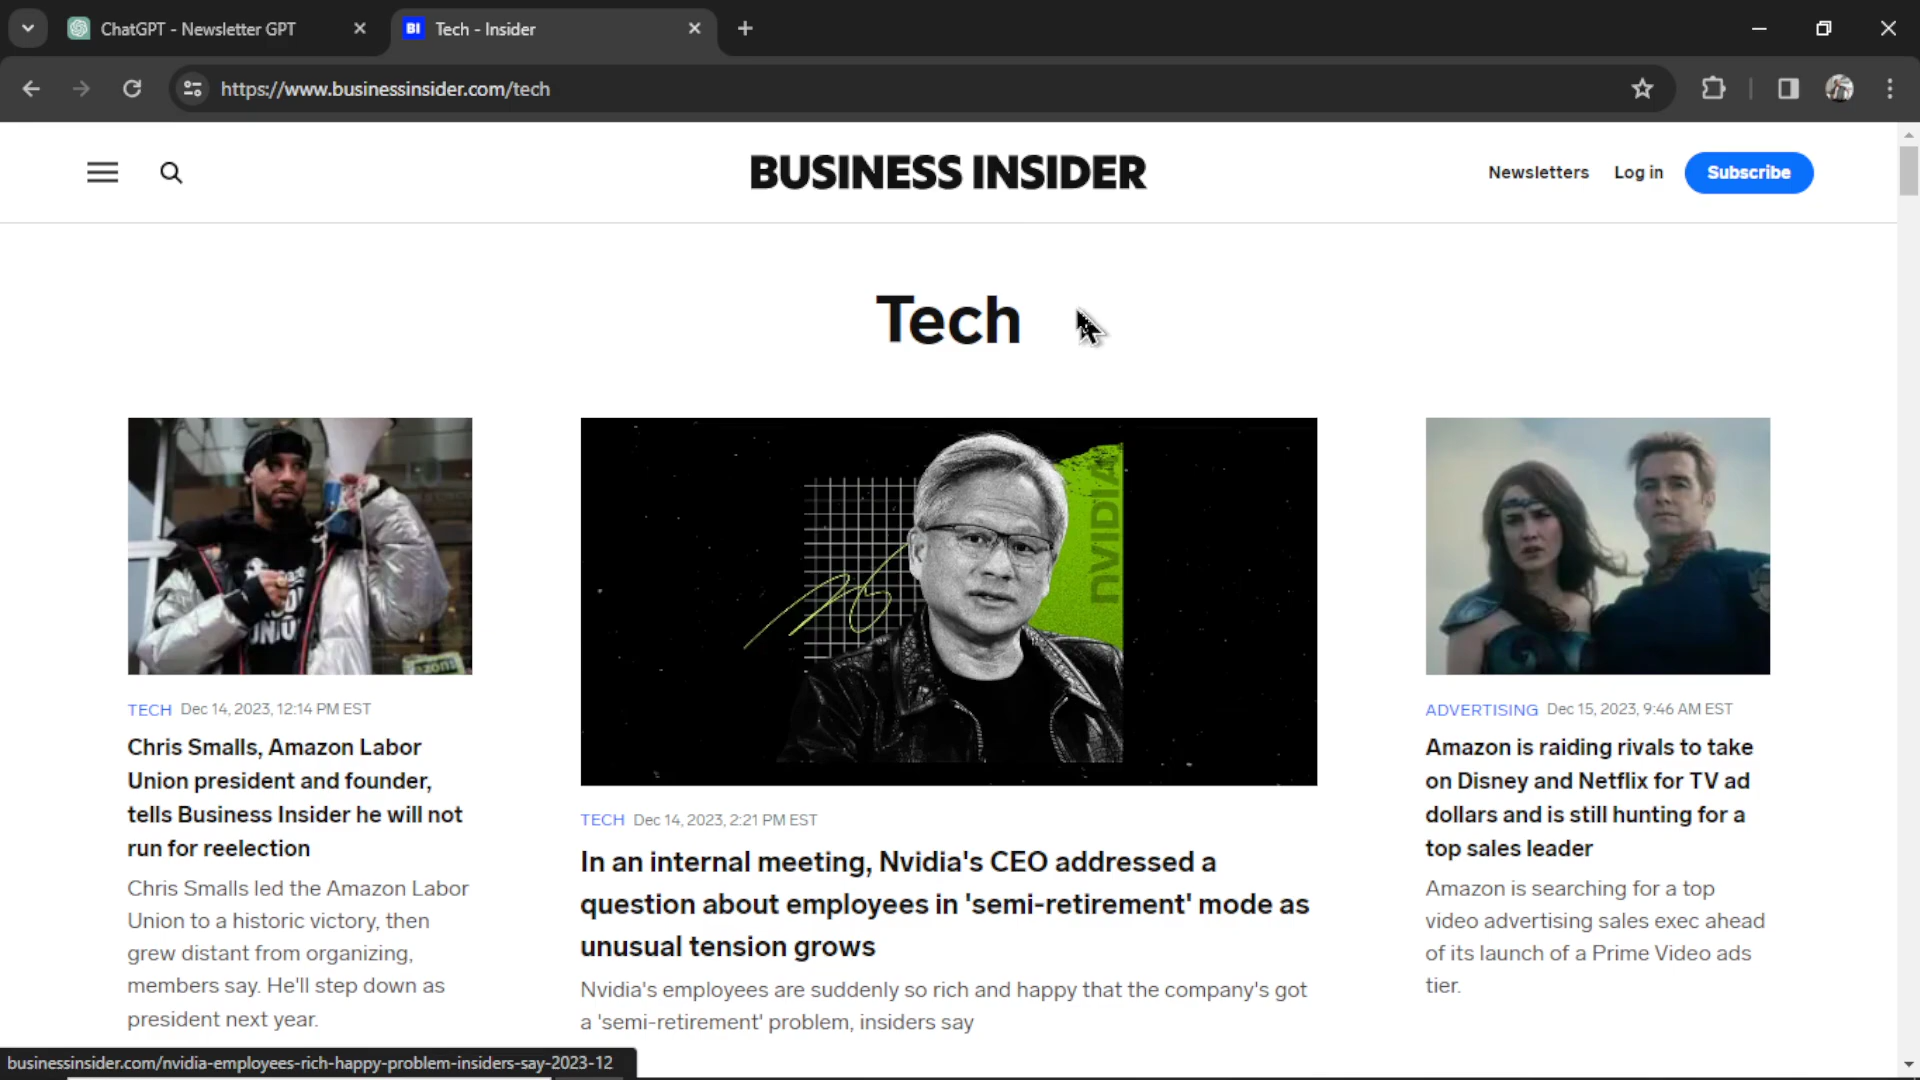 ChatGPT - Newsletter GPT
BI Tech - Insider
https://www.businessinsider.com/tech
BUSINESS INSIDER
Newsletters
Log in
Subscribe
Tech
NVIDIA
TECH Dec 14, 2023, 12:14 PM EST
Chris Smalls, Amazon Labor
Union president and founder,
tells Business Insider he will not
run for reelection
Chris Smalls led the Amazon Labor
Union to a historic victory, then
grew distant from organizing,
members say. He'll step down as
president next year.
TECH Dec 14, 2023, 2:21 PM EST
In an internal meeting, Nvidia's CEO addressed a
question about employees in 'semi-retirement' mode as
unusual tension grows
Nvidia's employees are suddenly so rich and happy that the company's got
a 'semi-retirement' problem, insiders say
ADVERTISING Dec 15, 2023, 9:46 AM EST
Amazon is raiding rivals to take
on Disney and Netflix for TV ad
dollars and is still hunting for a
top sales leader
Amazon is searching for a top
video advertising sales exec ahead
of its launch of a Prime Video ads
tier.
businessinsider.com/nvidia-employees-rich-happy-problem-insiders-say-2023-12